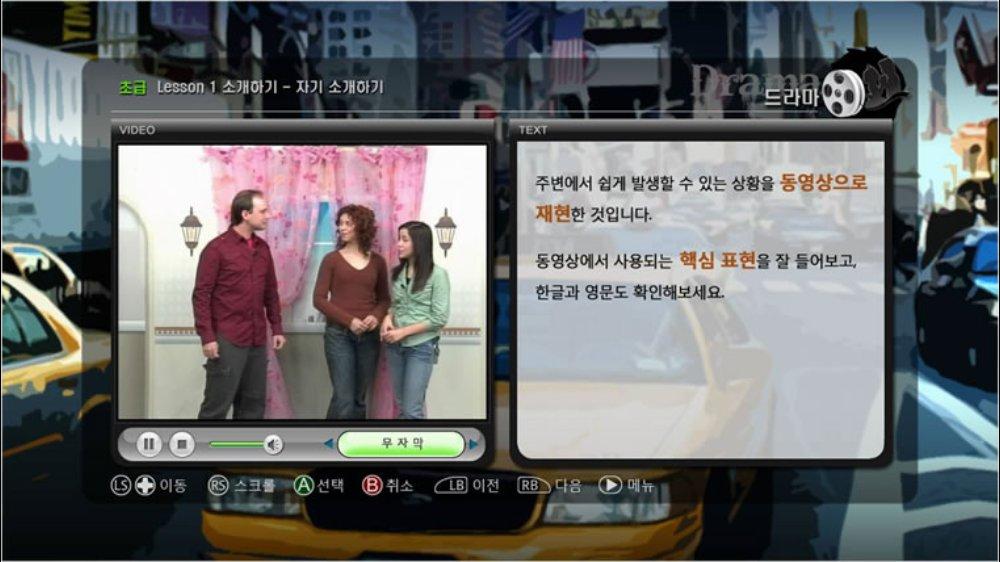 Drama
초급 Lesson 1 소개하기 - 자기 소개하기
드라마
VIDEO
TEXT
주변에서 쉽게 발생할 수 있는 상황을 동영상으로
재현한 것입니다.
동영상에서 사용되는 핵심 표현을 잘 들어보고,
한글과 영문도 확인해보세요.
무자막
LS 이동 RS 스크롤 A 선택 B 취소 LB 이전 RB 다음 메뉴